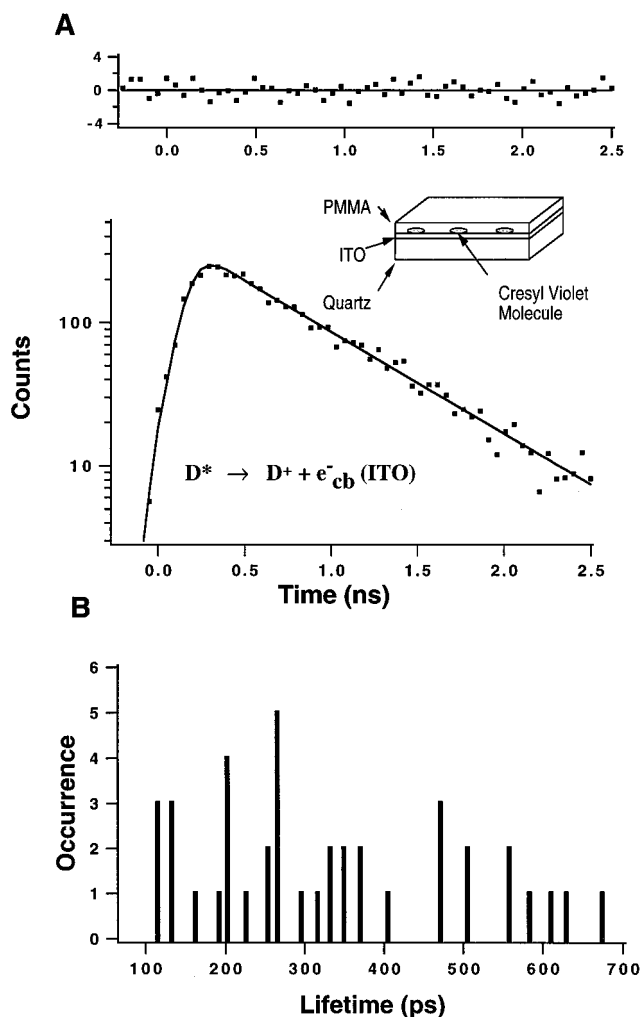 A
4
0
-4
0.0 0.5 1.0 1.5 2.0 2.5
PMMA
ITO
Quartz
Cresyl Violet
Molecule
100
10
Counts
D* → D+ + e-cb (ITO)
0.0 0.5 1.0 1.5 2.0 2.5
Time (ns)
B
6
5
4
3
2
1
0
Occurrence
100 200 300 400 500 600 700
Lifetime (ps)